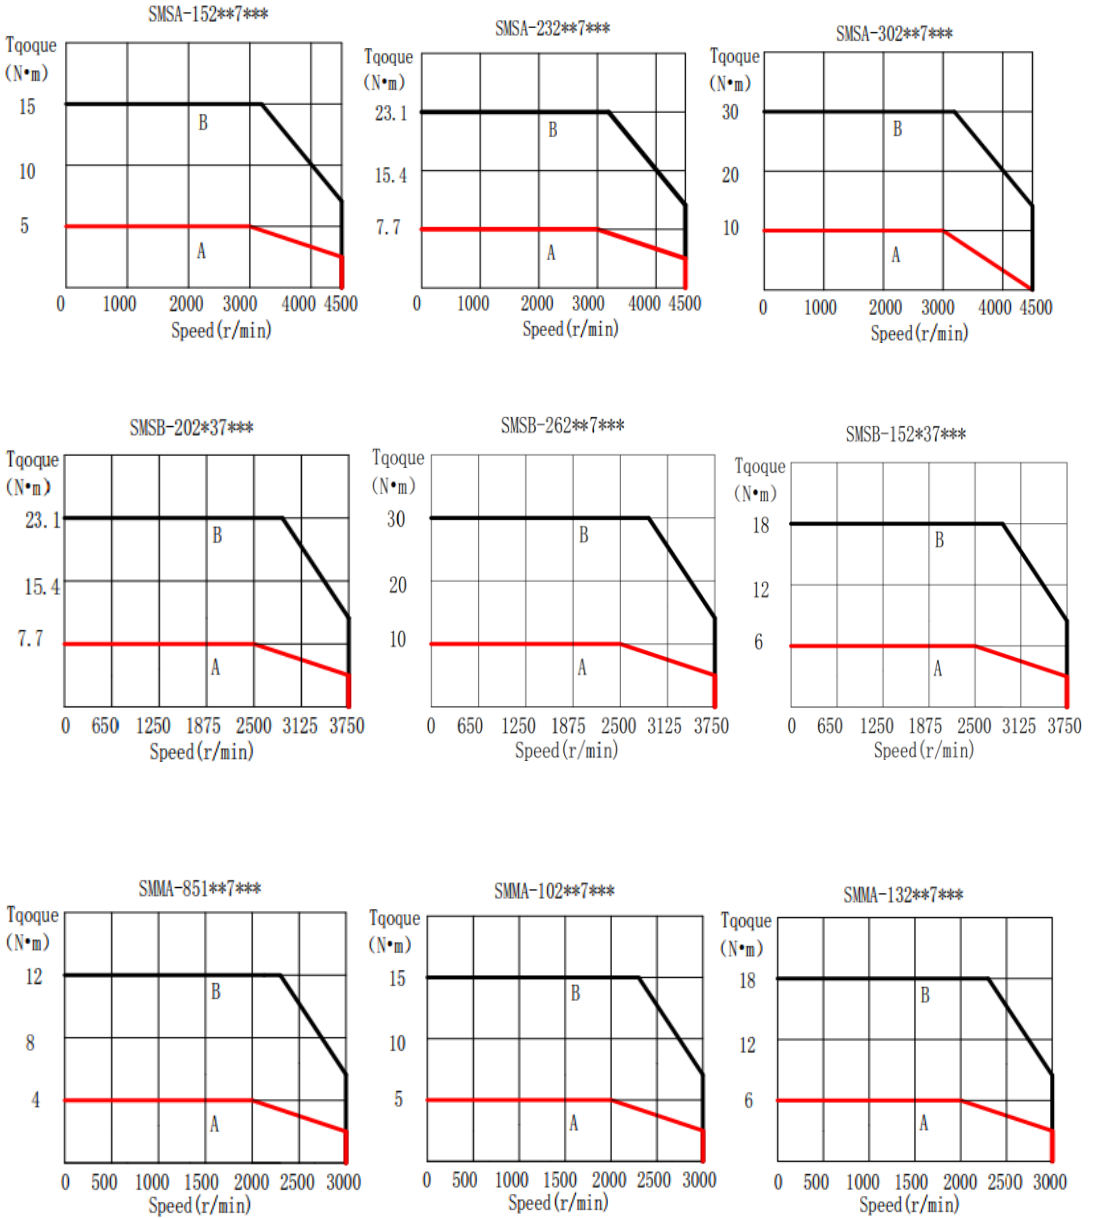 SMSA-152**7***
Tqoque
(N•m)
15
10
5
B
A
0 1000 2000 3000 4000 4500
Speed(r/min)
SMSA-232**7***
Tqoque
(N•m)
23.1
15.4
7.7
B
A
0 1000 2000 3000 4000 4500
Speed(r/min)
SMSA-302**7***
Tqoque
(N•m)
30
20
10
B
A
0 1000 2000 3000 4000 4500
Speed(r/min)
SMSB-202*37***
Tqoque
(N•m)
23.1
15.4
7.7
B
A
0 650 1250 1875 2500 3125 3750
Speed(r/min)
SMSB-262**7***
Tqoque
(N•m)
30
20
10
B
A
0 650 1250 1875 2500 3125 3750
Speed(r/min)
SMSB-152*37***
Tqoque
(N•m)
18
12
6
B
A
0 650 1250 1875 2500 3125 3750
Speed(r/min)
SMMA-851**7***
Tqoque
(N•m)
12
8
4
B
A
0 500 1000 1500 2000 2500 3000
Speed(r/min)
SMMA-102**7***
Tqoque
(N•m)
15
10
5
B
A
0 500 1000 1500 2000 2500 3000
Speed(r/min)
SMMA-132**7***
Tqoque
(N•m)
18
12
6
B
A
0 500 1000 1500 2000 2500 3000
Speed(r/min)